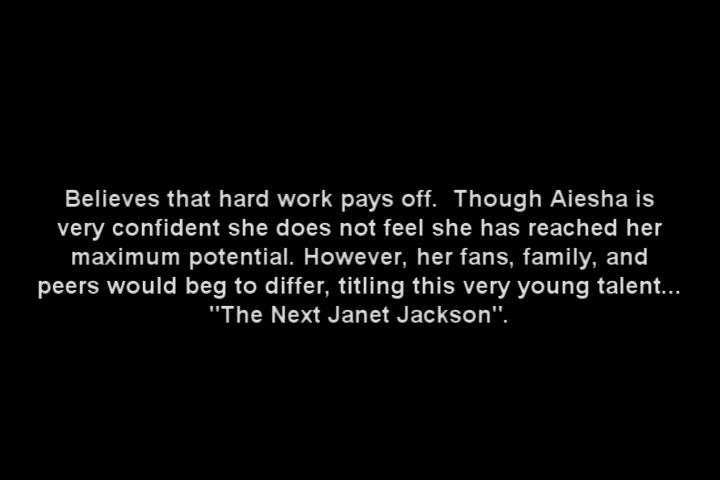 Believes that hard work pays off.  Though Aiesha is
very confident she does not feel she has reached her
maximum potential. However, her fans, family, and
peers would beg to differ, titling this very young talent...
"The Next Janet Jackson".